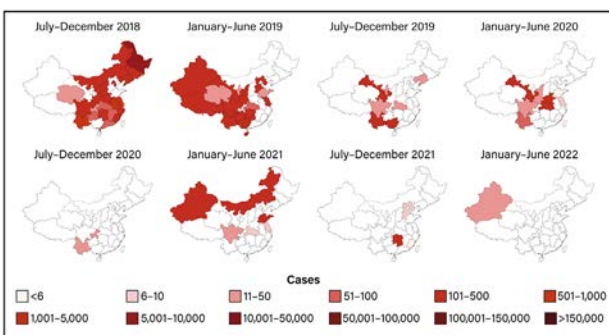 July–December 2018 January–June 2019 July–December 2019 January–June 2020
July–December 2020 January–June 2021 July–December 2021 January–June 2022
Cases
<6 6–10 11–50 51–100 101–500 501–1,000
1,001–5,000 5,001–10,000 10,001–50,000 50,001–100,000 100,001–150,000 >150,000